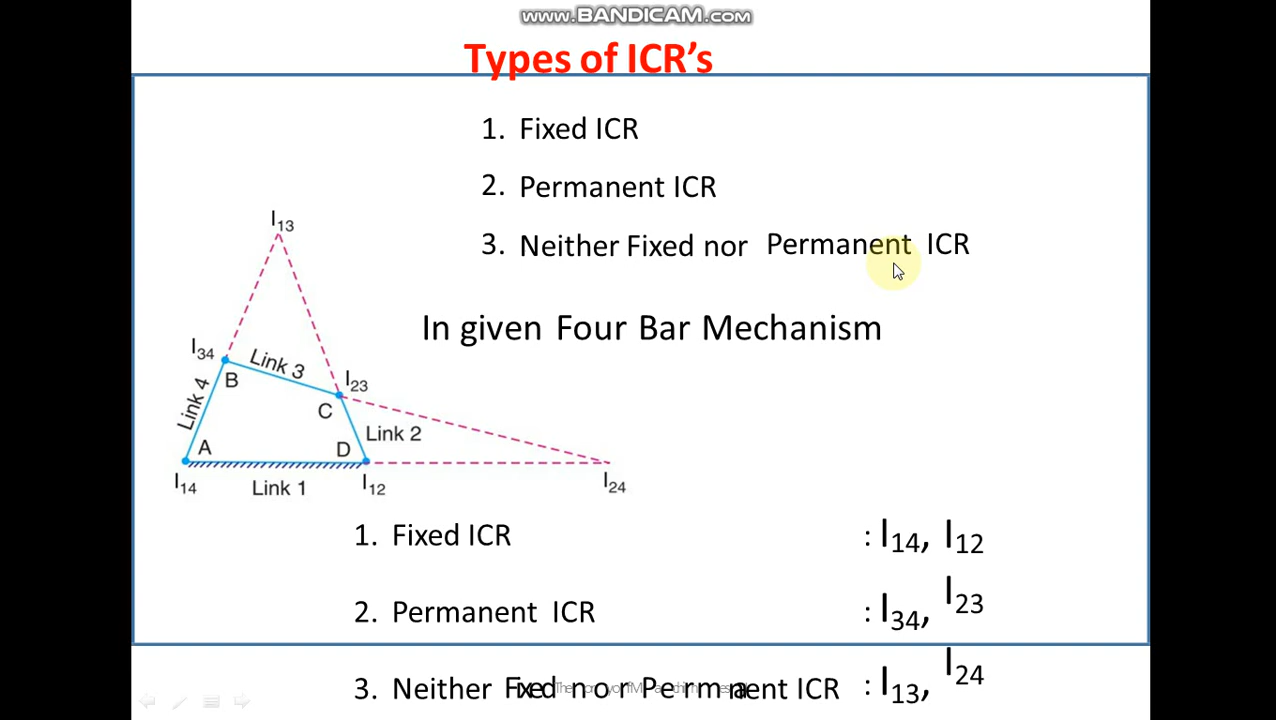 www.BANDICAM.com
Types of ICR’s
1. Fixed ICR
2. Permanent ICR
3. Neither Fixed nor Permanent ICR
In given Four Bar Mechanism
I13
I34
Link 3
B
I23
C
Link 4
Link 2
A
D
I14
Link 1
I12
I24
1. Fixed ICR : I14, I12
2. Permanent ICR : I34, I23
3. Neither Fixed nor Permanent ICR : I13, I24